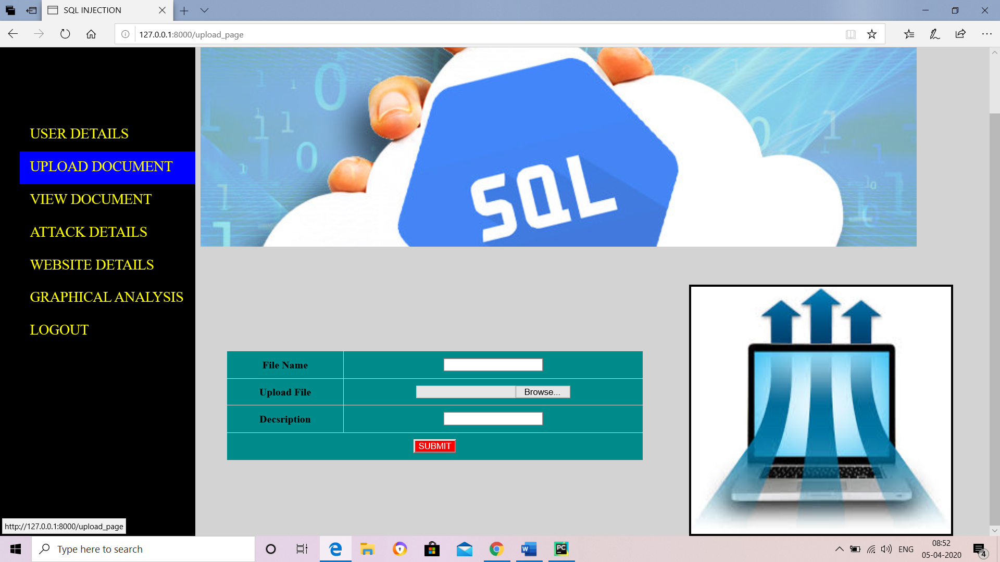 SQL INJECTION
127.0.0.1:8000/upload_page
USER DETAILS
UPLOAD DOCUMENT
VIEW DOCUMENT
ATTACK DETAILS
WEBSITE DETAILS
GRAPHICAL ANALYSIS
LOGOUT
SQL
File Name
Upload File Browse...
Decsription
SUBMIT
http://127.0.0.1:8000/upload_page
Type here to search
ENG
08:52
05-04-2020
4